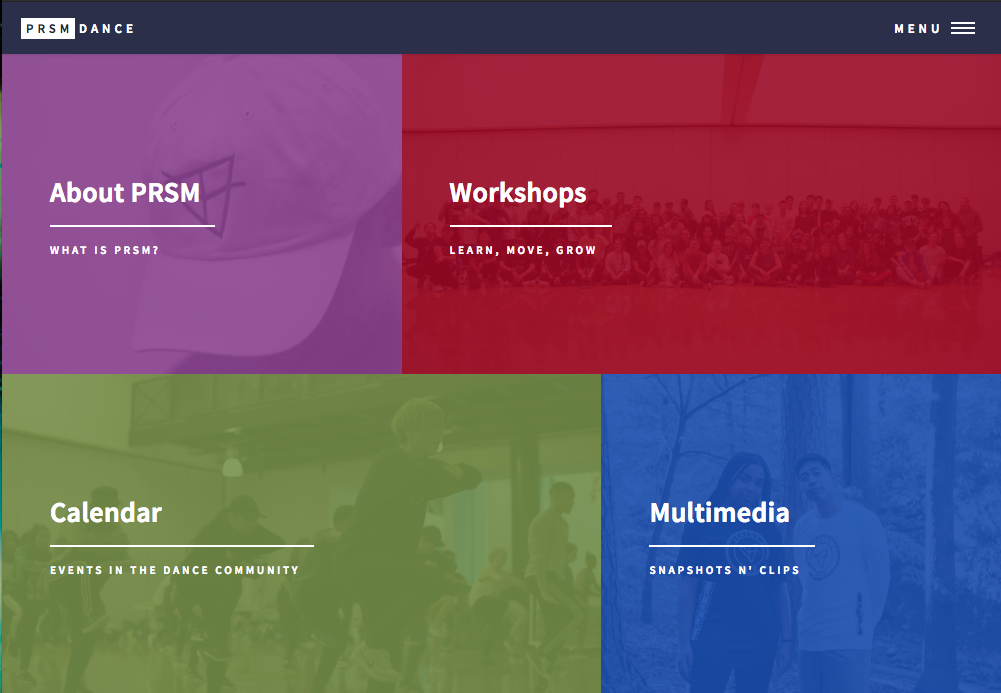 PRSM DANCE
MENU
About PRSM
WHAT IS PRSM?
Workshops
LEARN, MOVE, GROW
Calendar
EVENTS IN THE DANCE COMMUNITY
Multimedia
SNAPSHOTS N' CLIPS